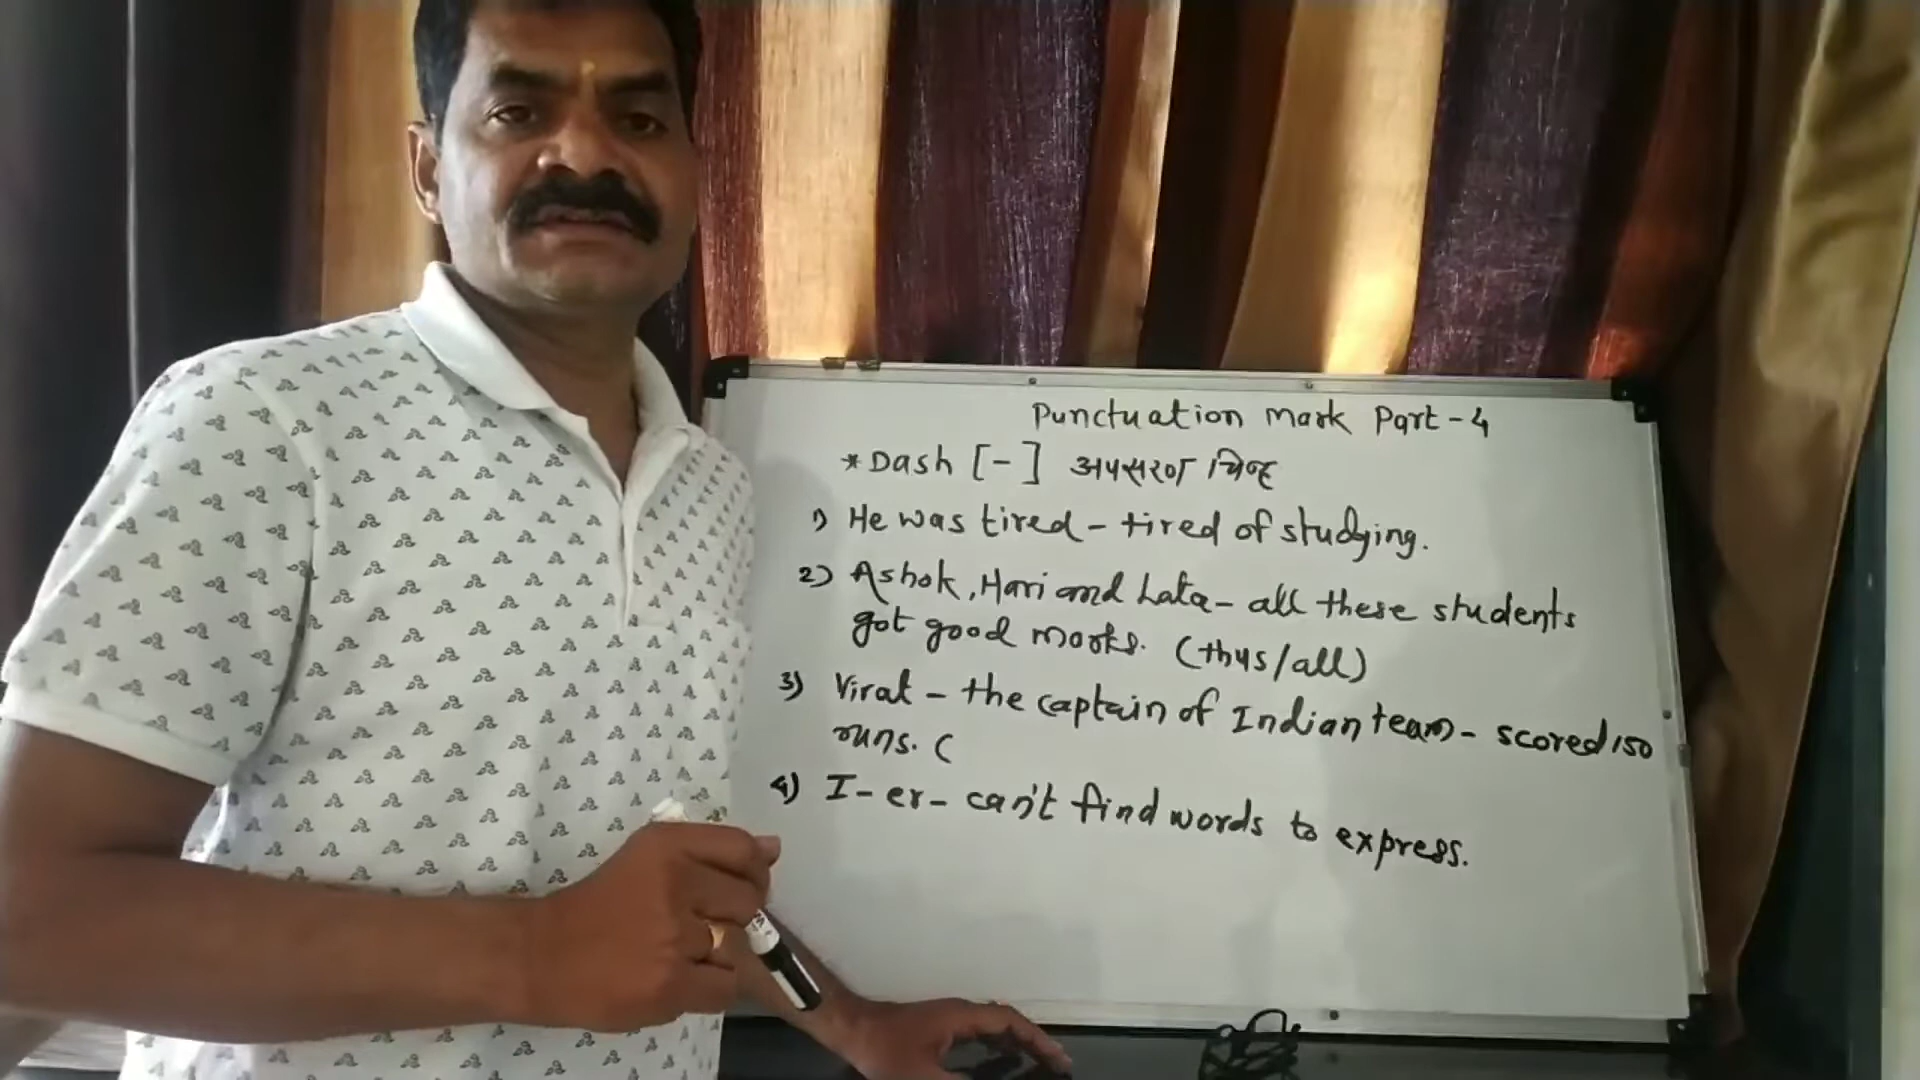 Punctuation mark Part - 4
* Dash [ - ] अपसरण चिन्ह
1) He was tired - tired of studying.
2) Ashok, Hari and Lata - all these students
got good marks. (thus/all)
3) Virat - the captain of Indian team - scored 150
runs. (
4) I - er - can't find words to express.